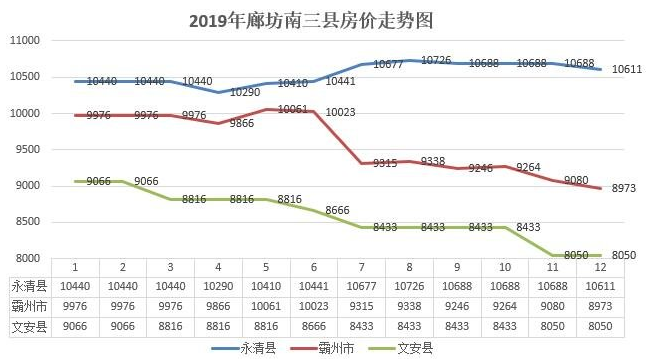 2019年廊坊南三县房价走势图
11000
10500
10000
9500
9000
8500
8000
10440 10440 10440 10290 10410 10441 10677 10726 10688 10688 10688 10611
9976 9976 9976 9866 10061 10023 9315 9338 9246 9264 9080 8973
9066 9066 8816 8816 8816 8666 8433 8433 8433 8433 8050 8050
1 2 3 4 5 6 7 8 9 10 11 12
永清县 10440 10440 10440 10290 10410 10441 10677 10726 10688 10688 10688 10611
霸州市 9976 9976 9976 9866 10061 10023 9315 9338 9246 9264 9080 8973
文安县 9066 9066 8816 8816 8816 8666 8433 8433 8433 8433 8050 8050
永清县 霸州市 文安县